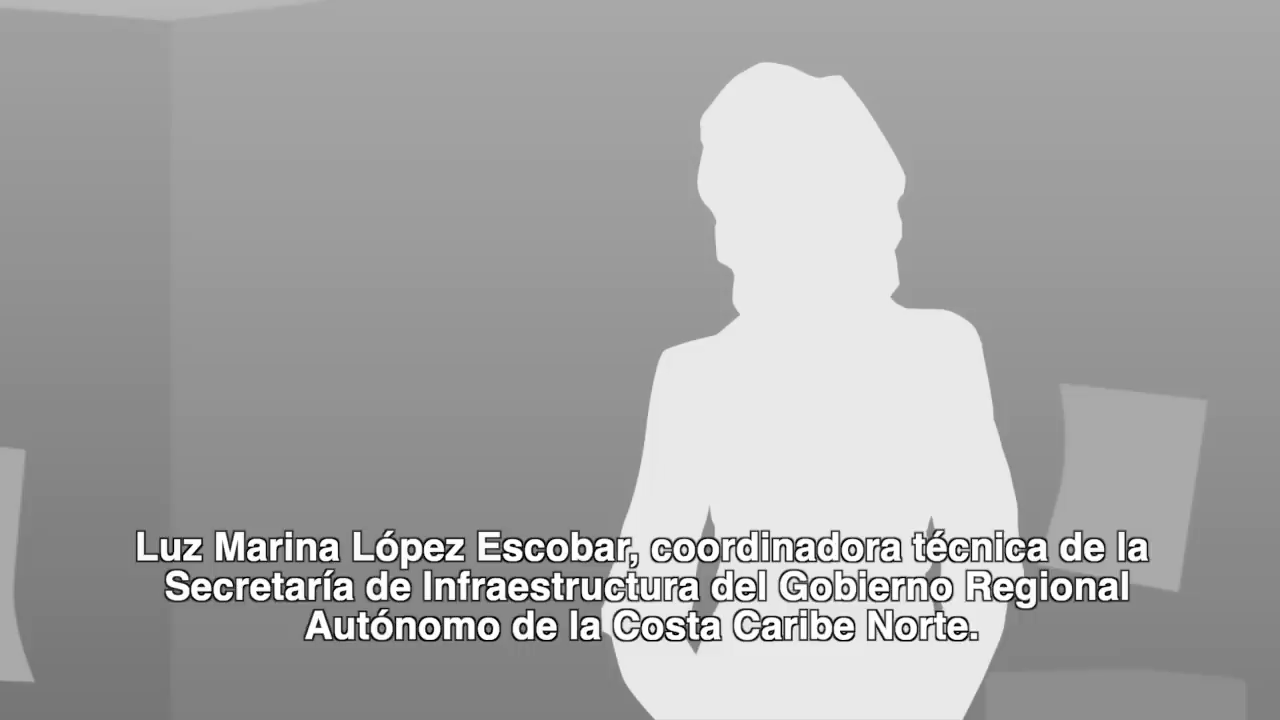 Luz Marina López Escobar, coordinadora técnica de la
Secretaría de Infraestructura del Gobierno Regional
Autónomo de la Costa Caribe Norte.